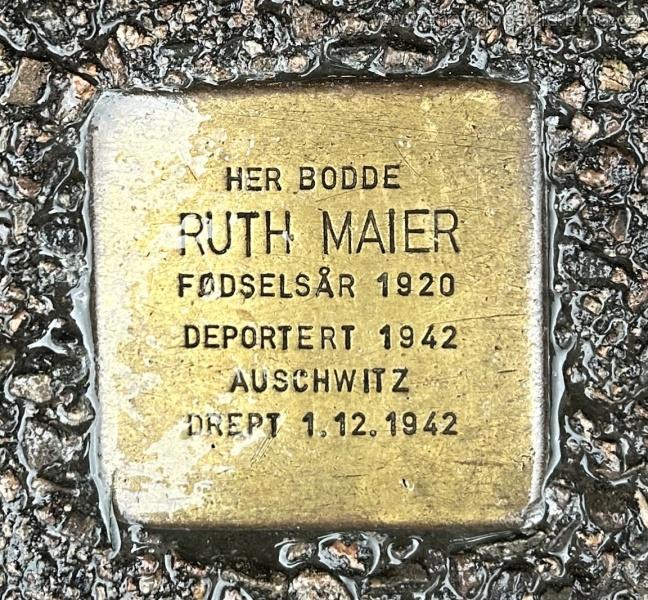 HER BODDE
RUTH MAIER
FØDSELSÅR 1920
DEPORTERT 1942
AUSCHWITZ
DREPT 1.12.1942